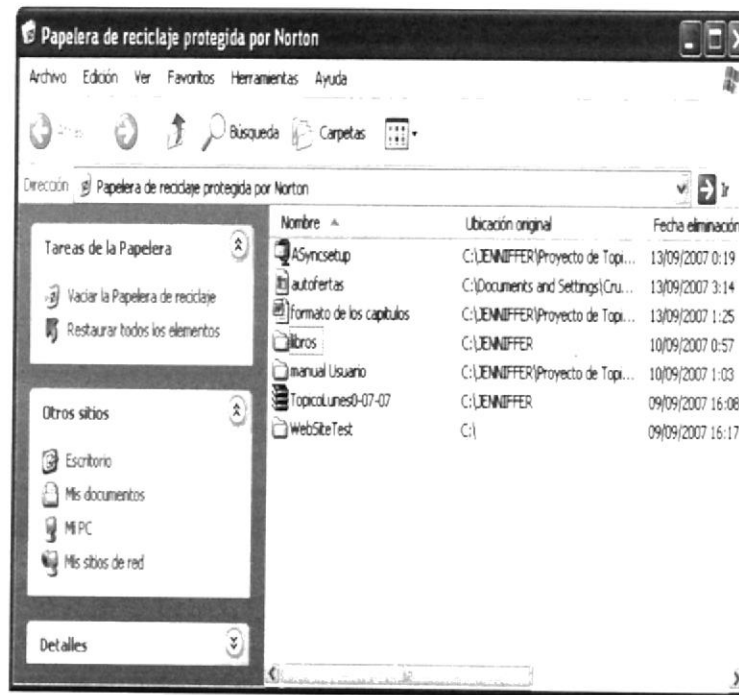 Papelera de reciclaje protegida por Norton
Archivo Edición Ver Favoritos Herramientas Ayuda
Búsqueda Carpetas
Dirección Papelera de reciclaje protegida por Norton Ir
Tareas de la Papelera
Vaciar la Papelera de reciclaje
Restaurar todos los elementos
Otros sitios
Escritorio
Mis documentos
Mi PC
Mis sitios de red
Detalles
Nombre Ubicación original Fecha eliminación
ASyncsetup C:\JENNIFFER\Proyecto de Topi... 13/09/2007 0:19
autofertas C:\Documents and Settings\Cru... 13/09/2007 3:14
formato de los capítulos C:\JENNIFFER\Proyecto de Topi... 13/09/2007 1:25
libros C:\JENNIFFER 10/09/2007 0:57
manual Usuario C:\JENNIFFER\Proyecto de Topi... 10/09/2007 1:03
TopicoLunes0-07-07 C:\JENNIFFER 09/09/2007 16:08
WebSiteTest C:\ 09/09/2007 16:17